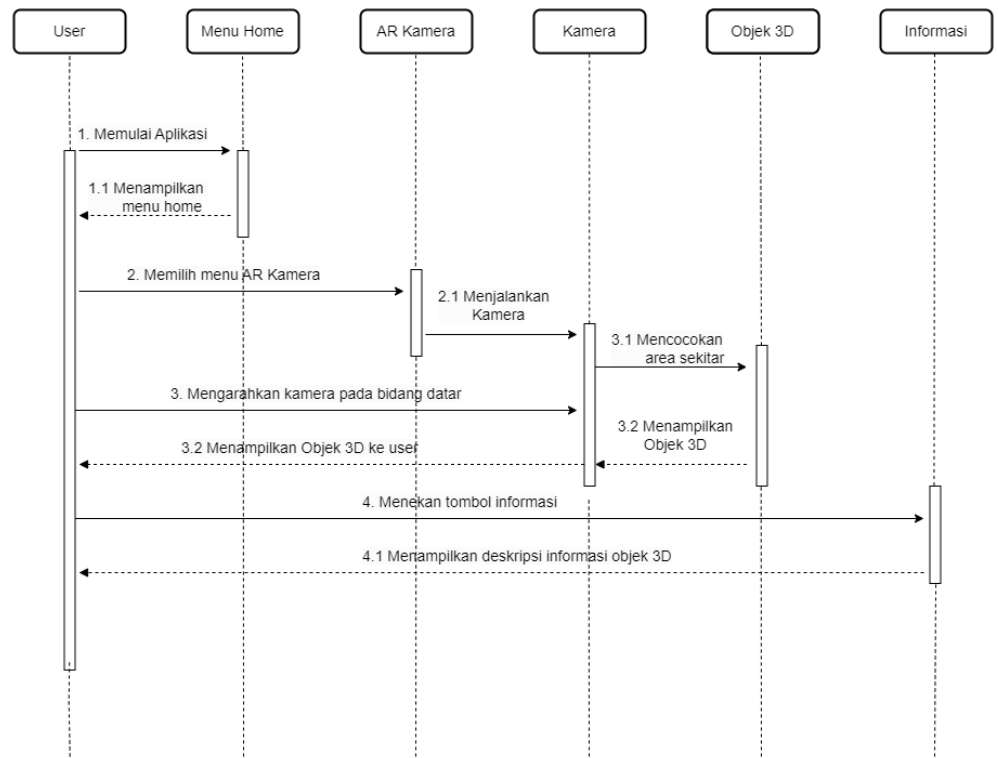 User
Menu Home
AR Kamera
Kamera
Objek 3D
Informasi
1. Memulai Aplikasi
1.1 Menampilkan
menu home
2. Memilih menu AR Kamera
2.1 Menjalankan
Kamera
3.1 Mencocokan
area sekitar
3. Mengarahkan kamera pada bidang datar
3.2 Menampilkan
Objek 3D
3.2 Menampilkan Objek 3D ke user
4. Menekan tombol informasi
4.1 Menampilkan deskripsi informasi objek 3D